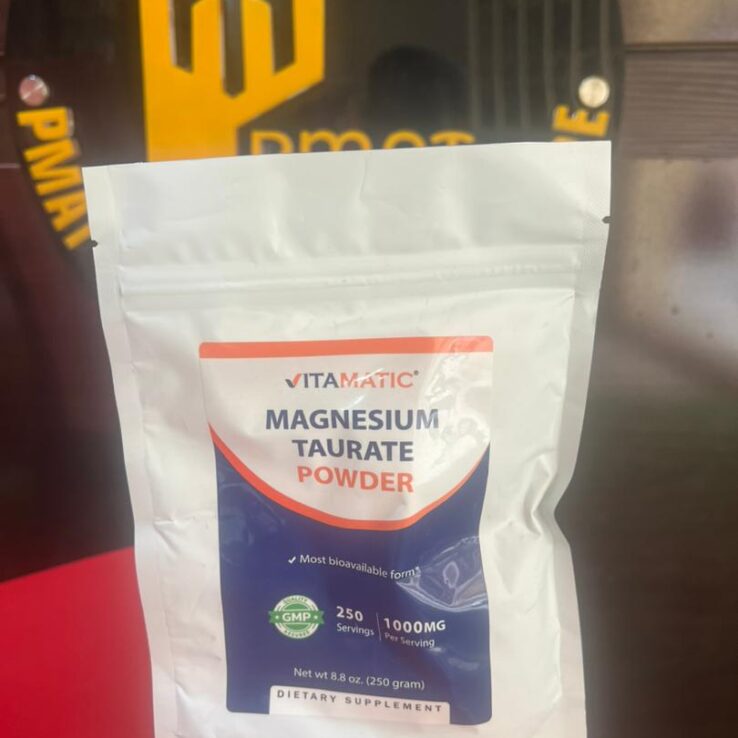 PMAT
VITAMATIC®
MAGNESIUM
TAURATE
POWDER
✓ Most bioavailable form*
QUALITY
GMP
250
Servings
1000MG
Per Serving
Net wt 8.8 oz. (250 gram)
DIETARY SUPPLEMENT